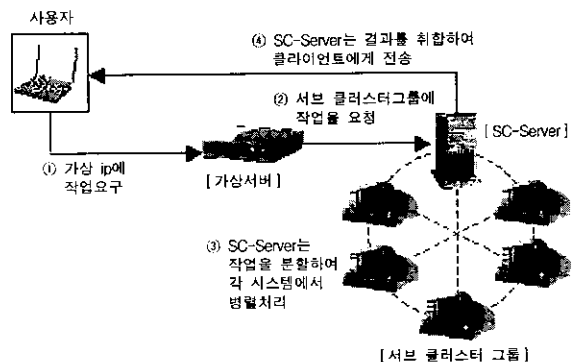 사용자
④ SC-Server는 결과를 취합하여
클라이언트에게 전송
② 서브 클러스터그룹에
작업을 요청
[SC-Server]
① 가상 ip에
작업요구
[가상서버]
③ SC-Server는
작업을 분할하여
각 시스템에서
병렬처리
[서브 클러스터 그룹]